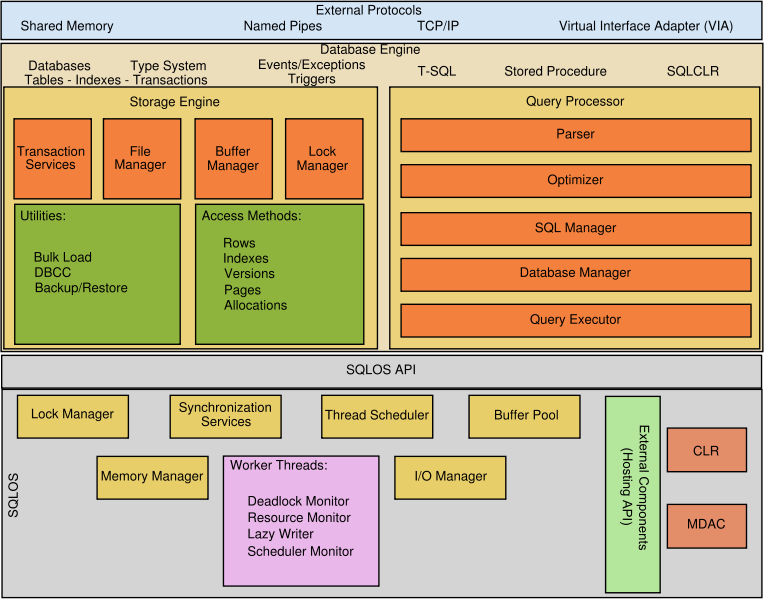 External Protocols
Shared Memory
Named Pipes
TCP/IP
Virtual Interface Adapter (VIA)
Database Engine
Databases
Type System
Tables - Indexes - Transactions
Events/Exceptions
Triggers
T-SQL
Stored Procedure
SQLCLR
Storage Engine
Transaction
Services
File
Manager
Buffer
Manager
Lock
Manager
Utilities:
Bulk Load
DBCC
Backup/Restore
Access Methods:
Rows
Indexes
Versions
Pages
Allocations
Query Processor
Parser
Optimizer
SQL Manager
Database Manager
Query Executor
SQLOS API
SQLOS
Lock Manager
Synchronization
Services
Thread Scheduler
Buffer Pool
Memory Manager
Worker Threads:
Deadlock Monitor
Resource Monitor
Lazy Writer
Scheduler Monitor
I/O Manager
External Components
(Hosting API)
CLR
MDAC